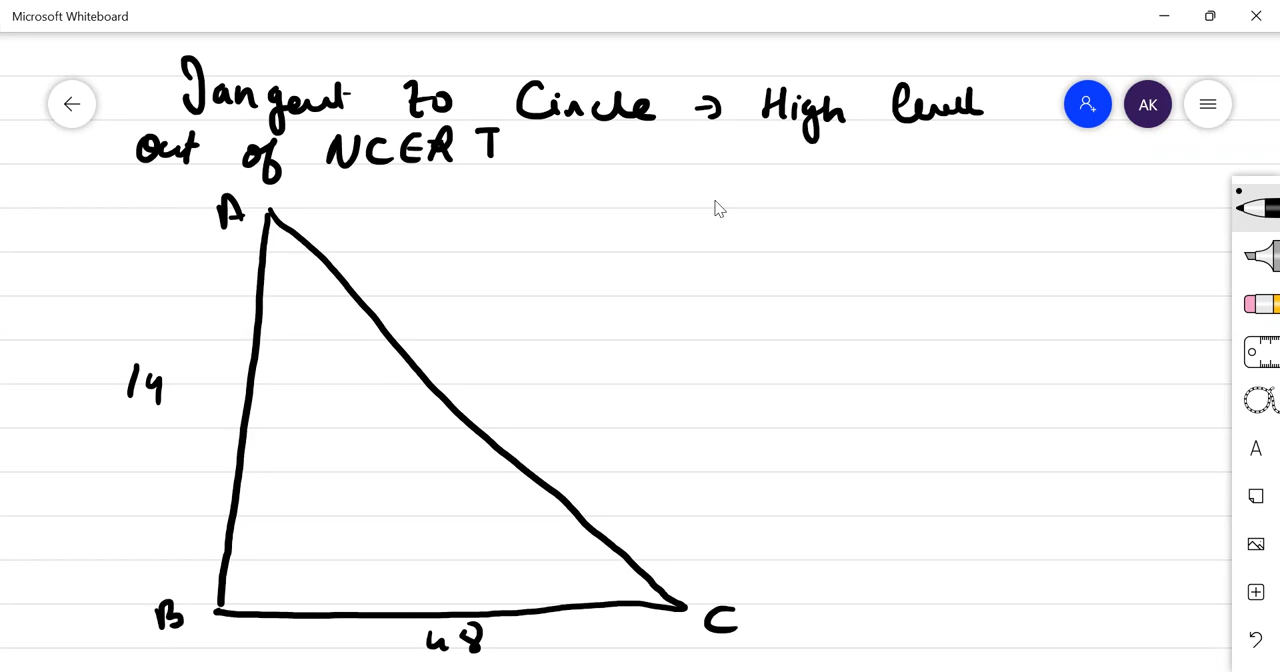 Microsoft Whiteboard
Tangent to Circle → High level
AK
out of NCERT
A
14
B
C
48
A